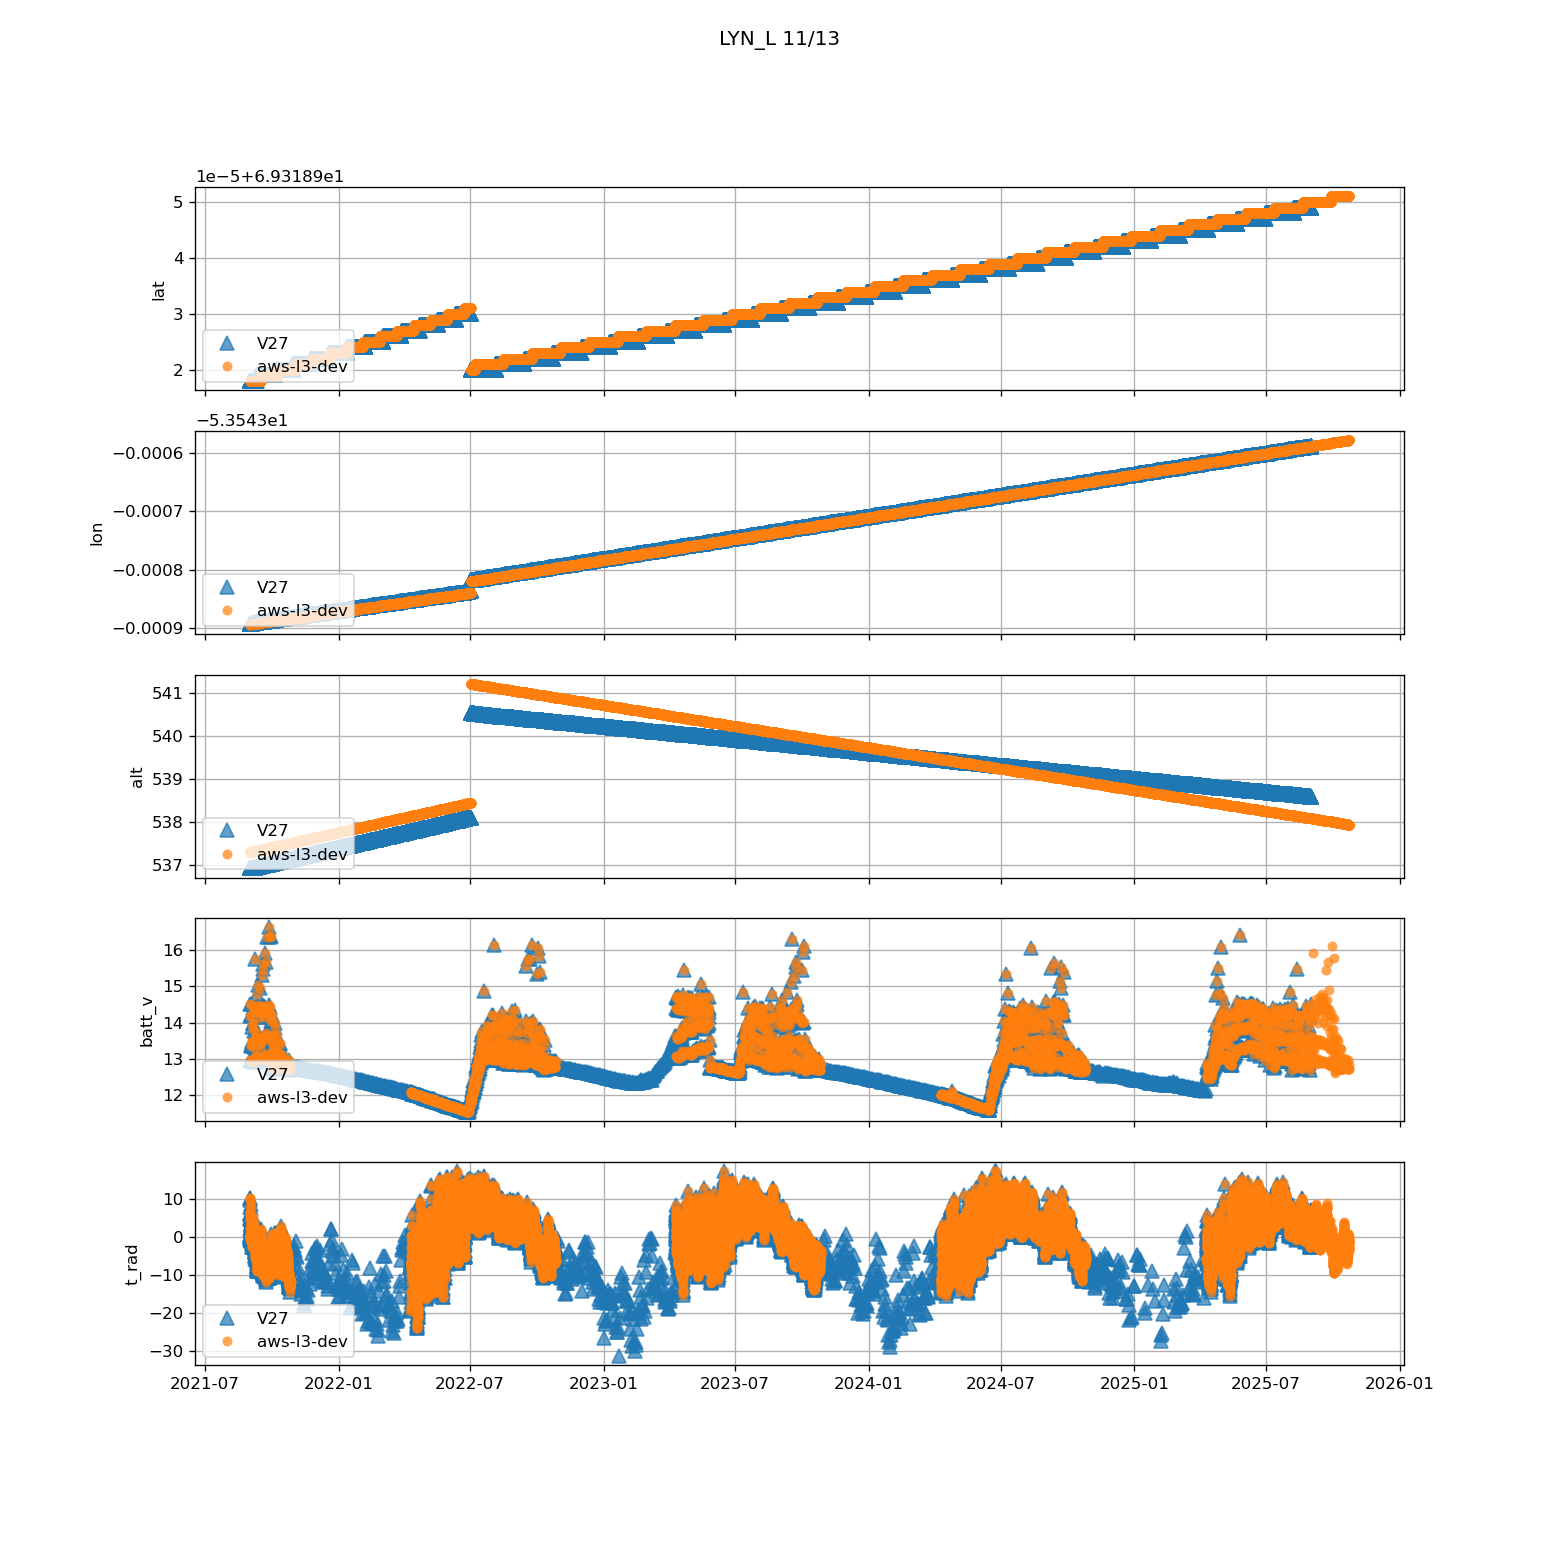 LYN_L 11/13
1e−5+6.93189e1
5
4
3
2
lat
V27
aws-l3-dev
−5.3543e1
−0.0006
−0.0007
−0.0008
−0.0009
lon
V27
aws-l3-dev
541
540
539
538
537
alt
V27
aws-l3-dev
16
15
14
13
12
batt_v
V27
aws-l3-dev
10
0
−10
−20
−30
t_rad
V27
aws-l3-dev
2021-07 2022-01 2022-07 2023-01 2023-07 2024-01 2024-07 2025-01 2025-07 2026-01